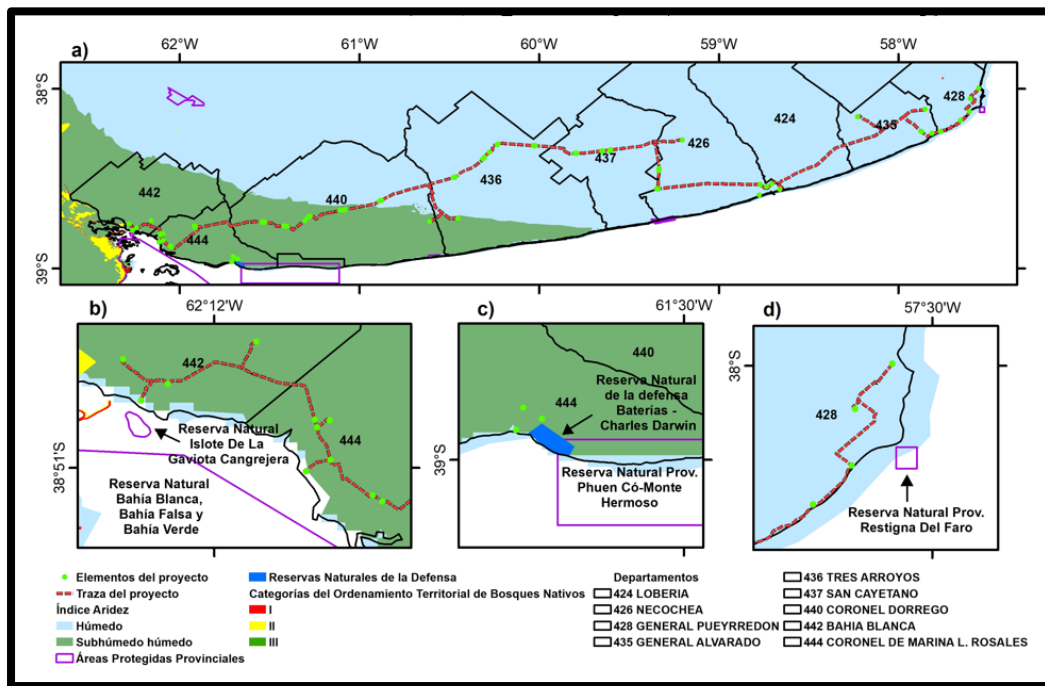 a)
62°W
61°W
60°W
59°W
58°W
38°S
39°S
428
424
435
426
437
436
442
440
444
b)
62°12'W
38°51'S
442
444
Reserva Natural
Islote De La
Gaviota Cangrejera
Reserva Natural
Bahía Blanca,
Bahía Falsa y
Bahía Verde
c)
61°30'W
39°S
440
444
Reserva Natural
de la defensa
Baterías -
Charles Darwin
Reserva Natural Prov.
Phuen Có-Monte
Hermoso
d)
57°30'W
38°S
428
Reserva Natural Prov.
Restigna Del Faro
Elementos del proyecto
Traza del proyecto
Índice Aridez
Húmedo
Subhúmedo húmedo
Áreas Protegidas Provinciales
Reservas Naturales de la Defensa
Categorías del Ordenamiento Territorial de Bosques Nativos
I
II
III
Departamentos
424 LOBERIA
426 NECOCHEA
428 GENERAL PUEYRREDON
435 GENERAL ALVARADO
436 TRES ARROYOS
437 SAN CAYETANO
440 CORONEL DORREGO
442 BAHIA BLANCA
444 CORONEL DE MARINA L. ROSALES